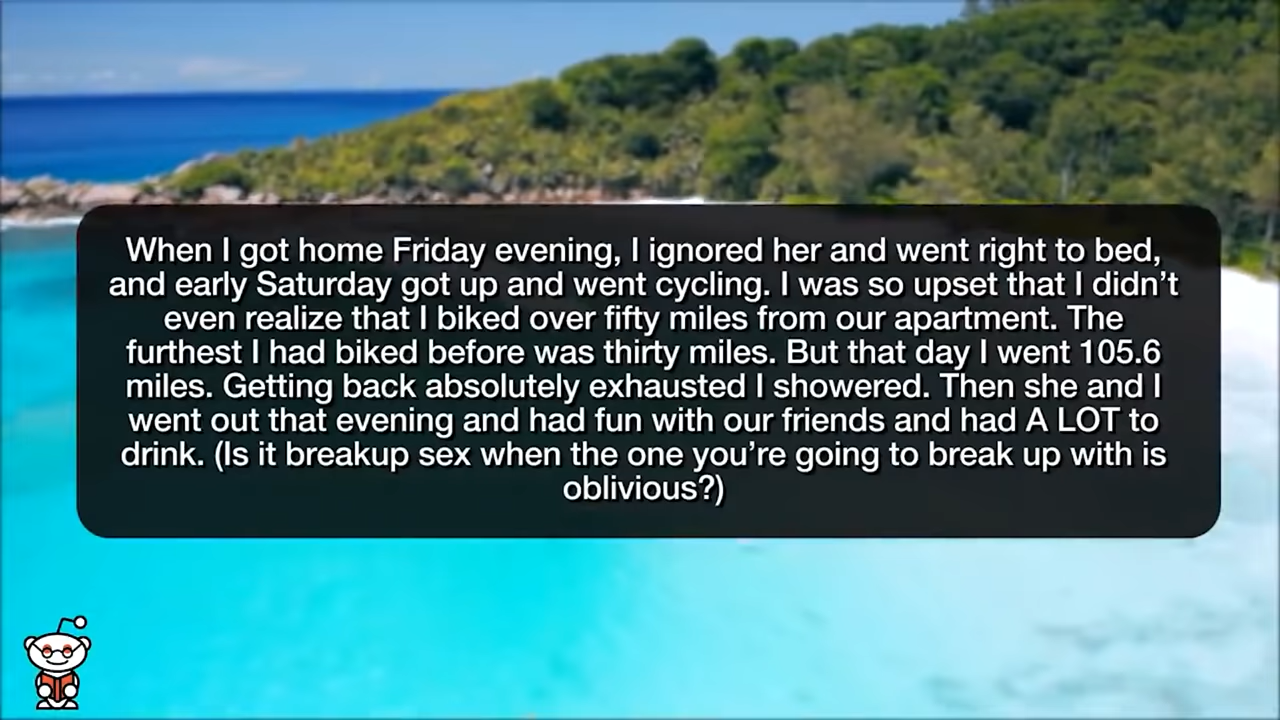 When I got home Friday evening, I ignored her and went right to bed,
and early Saturday got up and went cycling. I was so upset that I didn’t
even realize that I biked over fifty miles from our apartment. The
furthest I had biked before was thirty miles. But that day I went 105.6
miles. Getting back absolutely exhausted I showered. Then she and I
went out that evening and had fun with our friends and had A LOT to
drink. (Is it breakup sex when the one you’re going to break up with is
oblivious?)